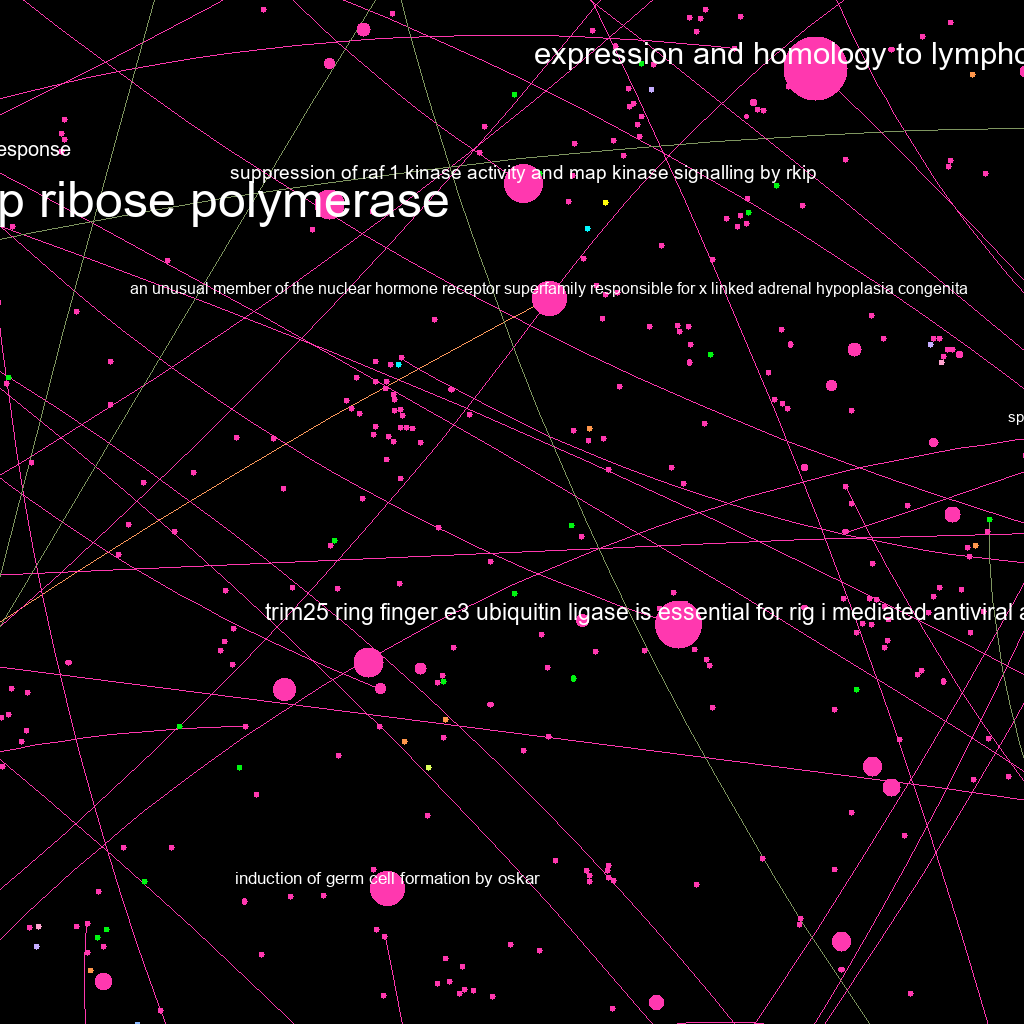 expression and homology to lympho
esponse
suppression of raf 1 kinase activity and map kinase signalling by rkip
p ribose polymerase
an unusual member of the nuclear hormone receptor superfamily responsible for x linked adrenal hypoplasia congenita
sp
trim25 ring finger e3 ubiquitin ligase is essential for rig i mediated antiviral a
induction of germ cell formation by oskar